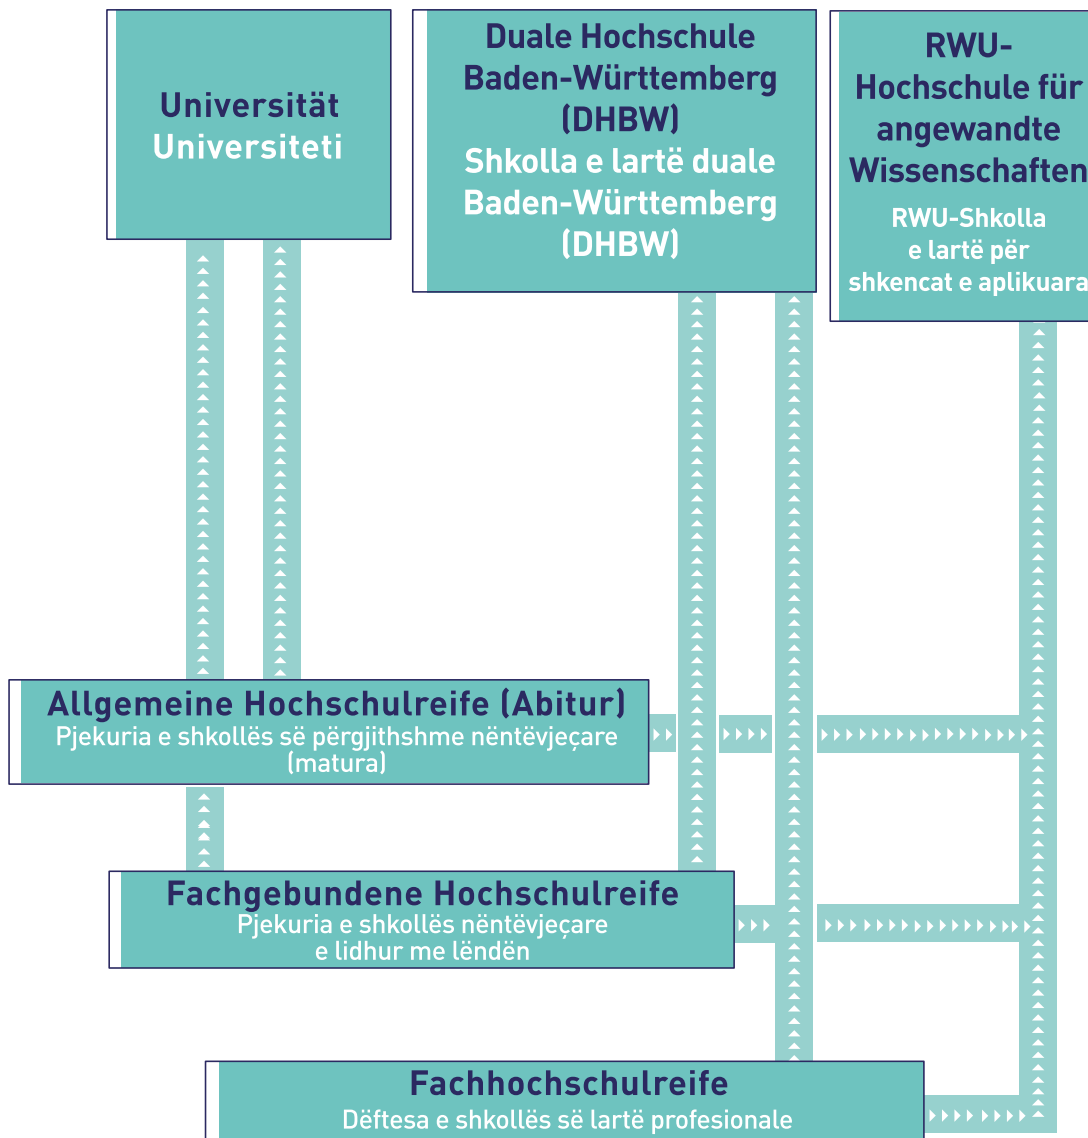 Universität
Universiteti
Duale Hochschule
Baden-Württemberg
(DHBW)
Shkolla e lartë duale
Baden-Württemberg
(DHBW)
RWU-
Hochschule für
angewandte
Wissenschaften
RWU-Shkolla
e lartë për
shkencat e aplikuara
Allgemeine Hochschulreife (Abitur)
Pjekuria e shkollës së përgjithshme nëntëvjeçare
(matura)
Fachgebundene Hochschulreife
Pjekuria e shkollës nëntëvjeçare
e lidhur me lëndën
Fachhochschulreife
Dëftesa e shkollës së lartë profesionale